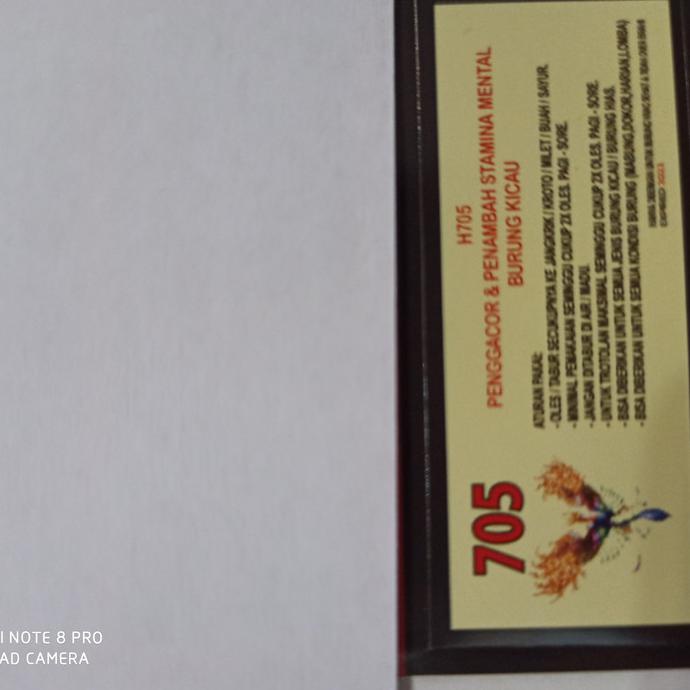 705
H705
PENGGACOR & PENAMBAH STAMINA MENTAL
BURUNG KICAU
ATURAN PAKAI:
- OLES / TABUR SECUKUPNYA KE JANGKRIK / KROTO / MILET / BUAH / SAYUR.
- MINIMAL PEMAKAIAN SEMINGGU CUKUP 2X OLES. PAGI - SORE.
- JANGAN DITABUR DI AIR / MADU.
- UNTUK TROTOLAN MAKSIMAL SEMINGGU CUKUP 2X OLES. PAGI - SORE.
- BISA DIBERIKAN UNTUK SEMUA JENIS BURUNG KICAU / BURUNG HIAS.
- BISA DIBERIKAN UNTUK SEMUA KONDISI BURUNG (MABUNG,DOKOR,HARIAN,LOMBA)
I NOTE 8 PRO
AD CAMERA